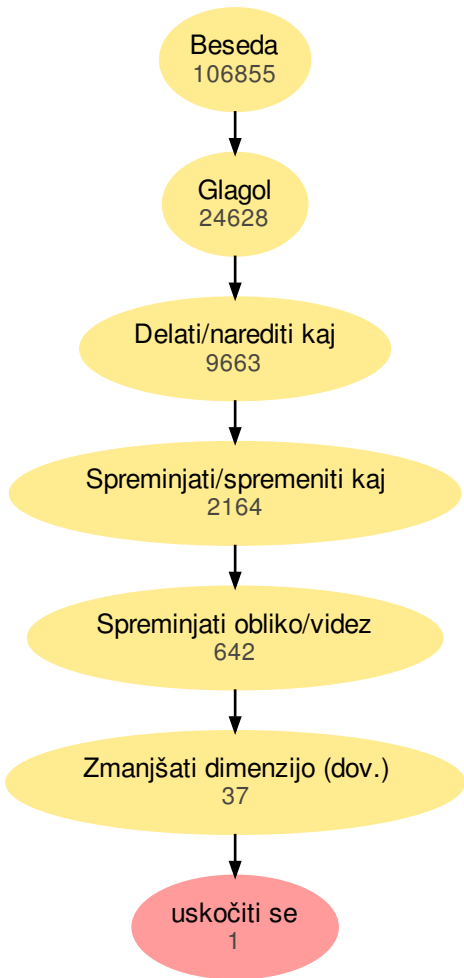 Beseda
106855
Glagol
24628
Delati/narediti kaj
9663
Spreminjati/spremeniti kaj
2164
Spreminjati obliko/videz
642
Zmanjšati dimenzijo (dov.)
37
uskočiti se
1